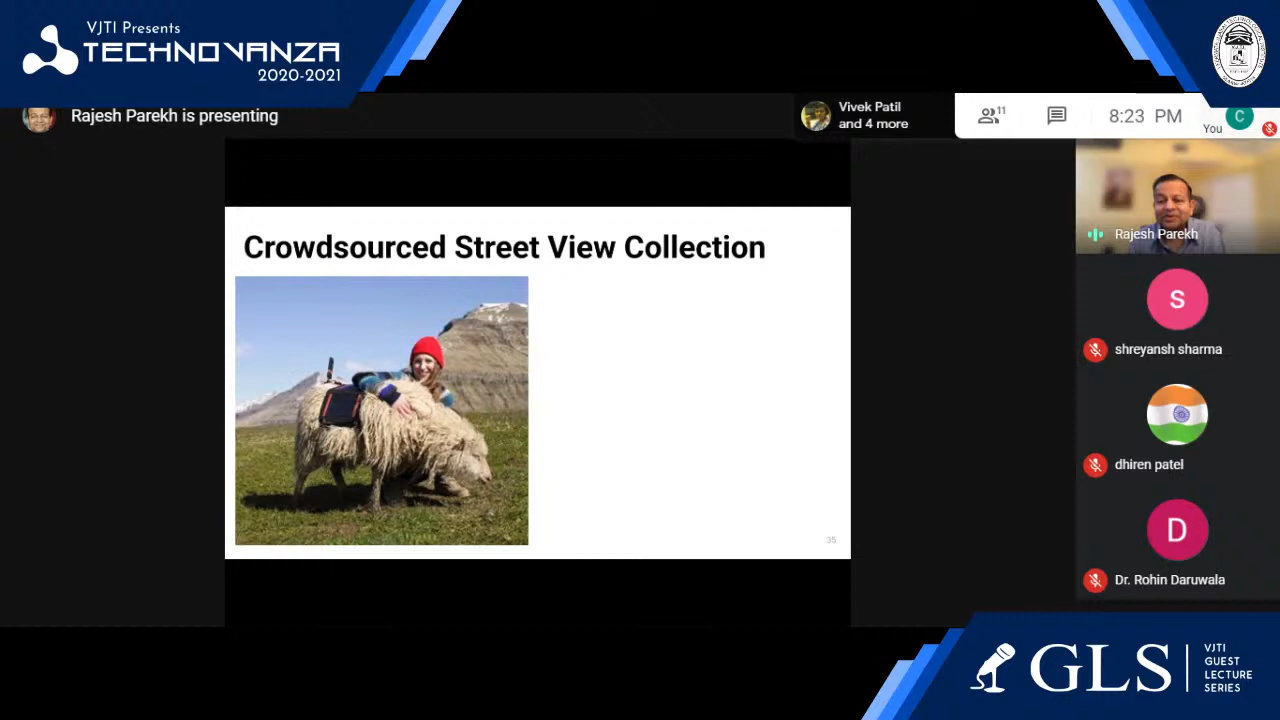 VJTI Presents
TECHNOVANZA
2020-2021
Rajesh Parekh is presenting
Vivek Patil
and 4 more
11
8:23 PM
You
C
Rajesh Parekh
Crowdsourced Street View Collection
35
S
shreyansh sharma
dhiren patel
D
Dr. Rohin Daruwala
GLS
VJTI
GUEST
LECTURE
SERIES